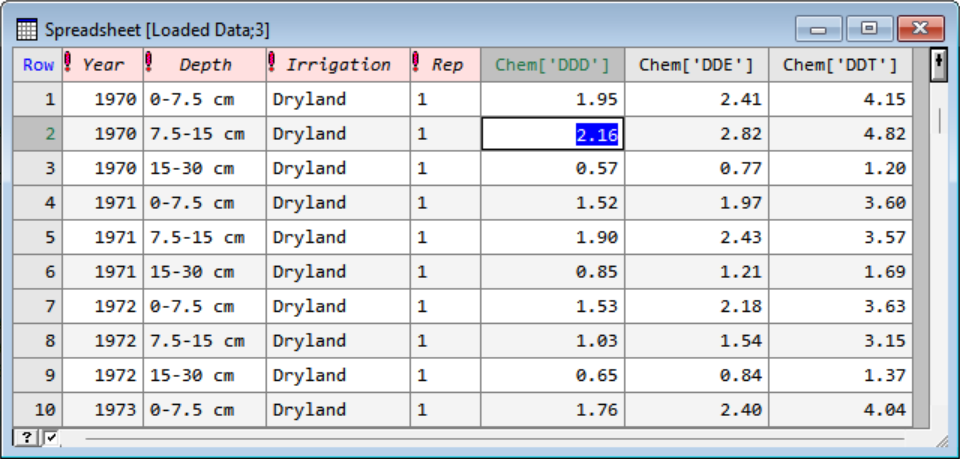 Spreadsheet [Loaded Data;3]
Row ! Year ! Depth ! Irrigation ! Rep Chem['DDD'] Chem['DDE'] Chem['DDT']
1 1970 0-7.5 cm Dryland 1 1.95 2.41 4.15
2 1970 7.5-15 cm Dryland 1 2.16 2.82 4.82
3 1970 15-30 cm Dryland 1 0.57 0.77 1.20
4 1971 0-7.5 cm Dryland 1 1.52 1.97 3.60
5 1971 7.5-15 cm Dryland 1 1.90 2.43 3.57
6 1971 15-30 cm Dryland 1 0.85 1.21 1.69
7 1972 0-7.5 cm Dryland 1 1.53 2.18 3.63
8 1972 7.5-15 cm Dryland 1 1.03 1.54 3.15
9 1972 15-30 cm Dryland 1 0.65 0.84 1.37
10 1973 0-7.5 cm Dryland 1 1.76 2.40 4.04
?